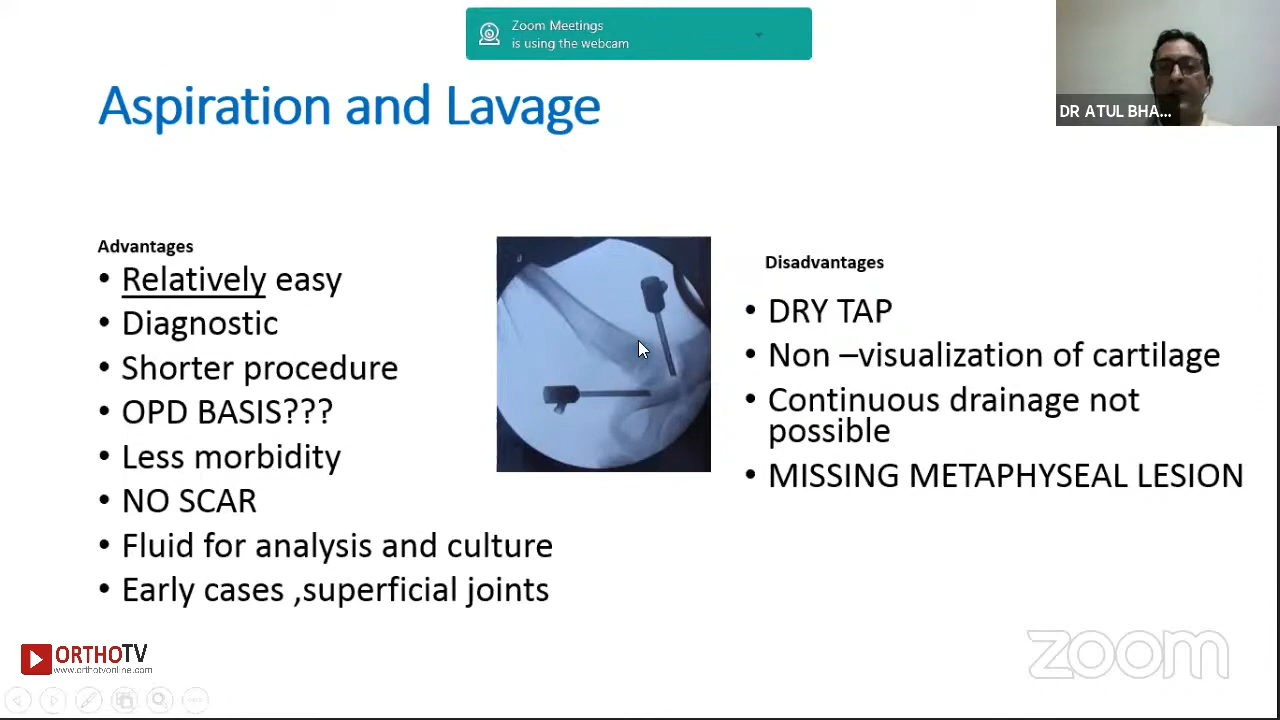 Zoom Meetings
is using the webcam
DR ATUL BHA...
Aspiration and Lavage
Advantages
• Relatively easy
• Diagnostic
• Shorter procedure
• OPD BASIS???
• Less morbidity
• NO SCAR
• Fluid for analysis and culture
• Early cases ,superficial joints
Disadvantages
• DRY TAP
• Non –visualization of cartilage
• Continuous drainage not
possible
• MISSING METAPHYSEAL LESION
ORTHOTV
www.orthotvonline.com
zoom